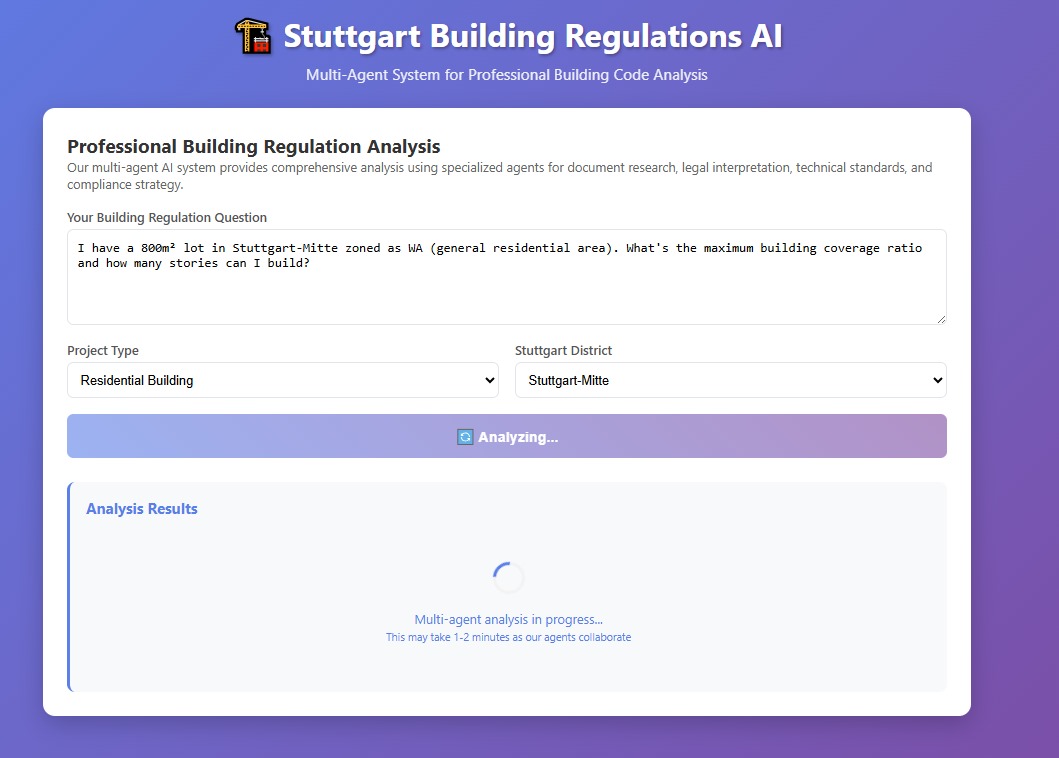 Stuttgart Building Regulations AI
Multi-Agent System for Professional Building Code Analysis
Professional Building Regulation Analysis
Our multi-agent AI system provides comprehensive analysis using specialized agents for document research, legal interpretation, technical standards, and
compliance strategy.
Your Building Regulation Question
I have a 800m² lot in Stuttgart-Mitte zoned as WA (general residential area). What's the maximum building coverage ratio
and how many stories can I build?
Project Type
Stuttgart District
Residential Building
Stuttgart-Mitte
Analyzing...
Analysis Results
Multi-agent analysis in progress...
This may take 1-2 minutes as our agents collaborate